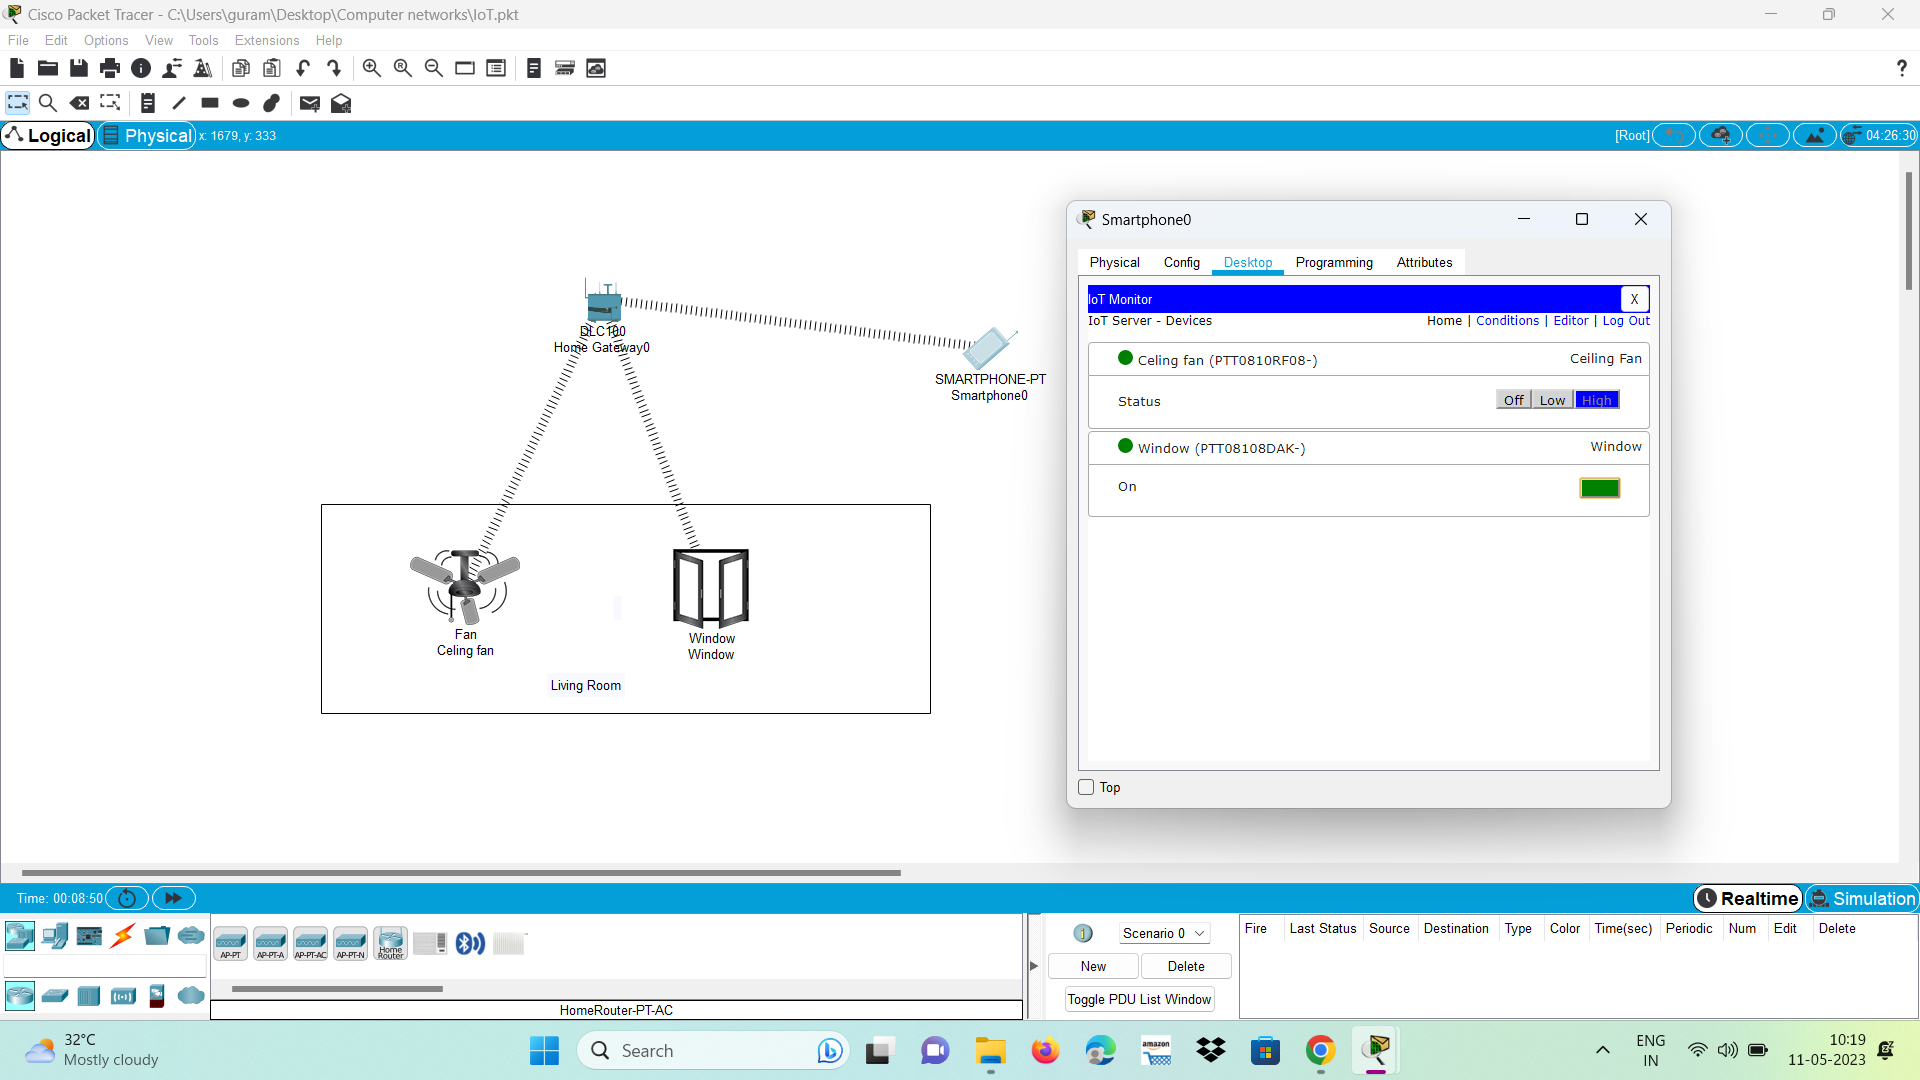 Cisco Packet Tracer - C:\Users\guram\Desktop\Computer networks\IoT.pkt
File Edit Options View Tools Extensions Help
?
Logical Physical x: 1679, y: 333 [Root] 04:26:30
DLC100
Home Gateway0
SMARTPHONE-PT
Smartphone0
Fan
Celing fan
Window
Window
Living Room
Smartphone0
Physical Config Desktop Programming Attributes
IoT Monitor X
IoT Server - Devices Home | Conditions | Editor | Log Out
Celing fan (PTT0810RF08-) Ceiling Fan
Status Off Low High
Window (PTT08108DAK-) Window
On
Top
Time: 00:08:50 Realtime Simulation
AP-PT AP-PT-A AP-PT-AC AP-PT-N Home Router
HomeRouter-PT-AC
1 Scenario 0
New Delete
Toggle PDU List Window
Fire Last Status Source Destination Type Color Time(sec) Periodic Num Edit Delete
32°C
Mostly cloudy
Search
amazon
ENG
IN
10:19
11-05-2023